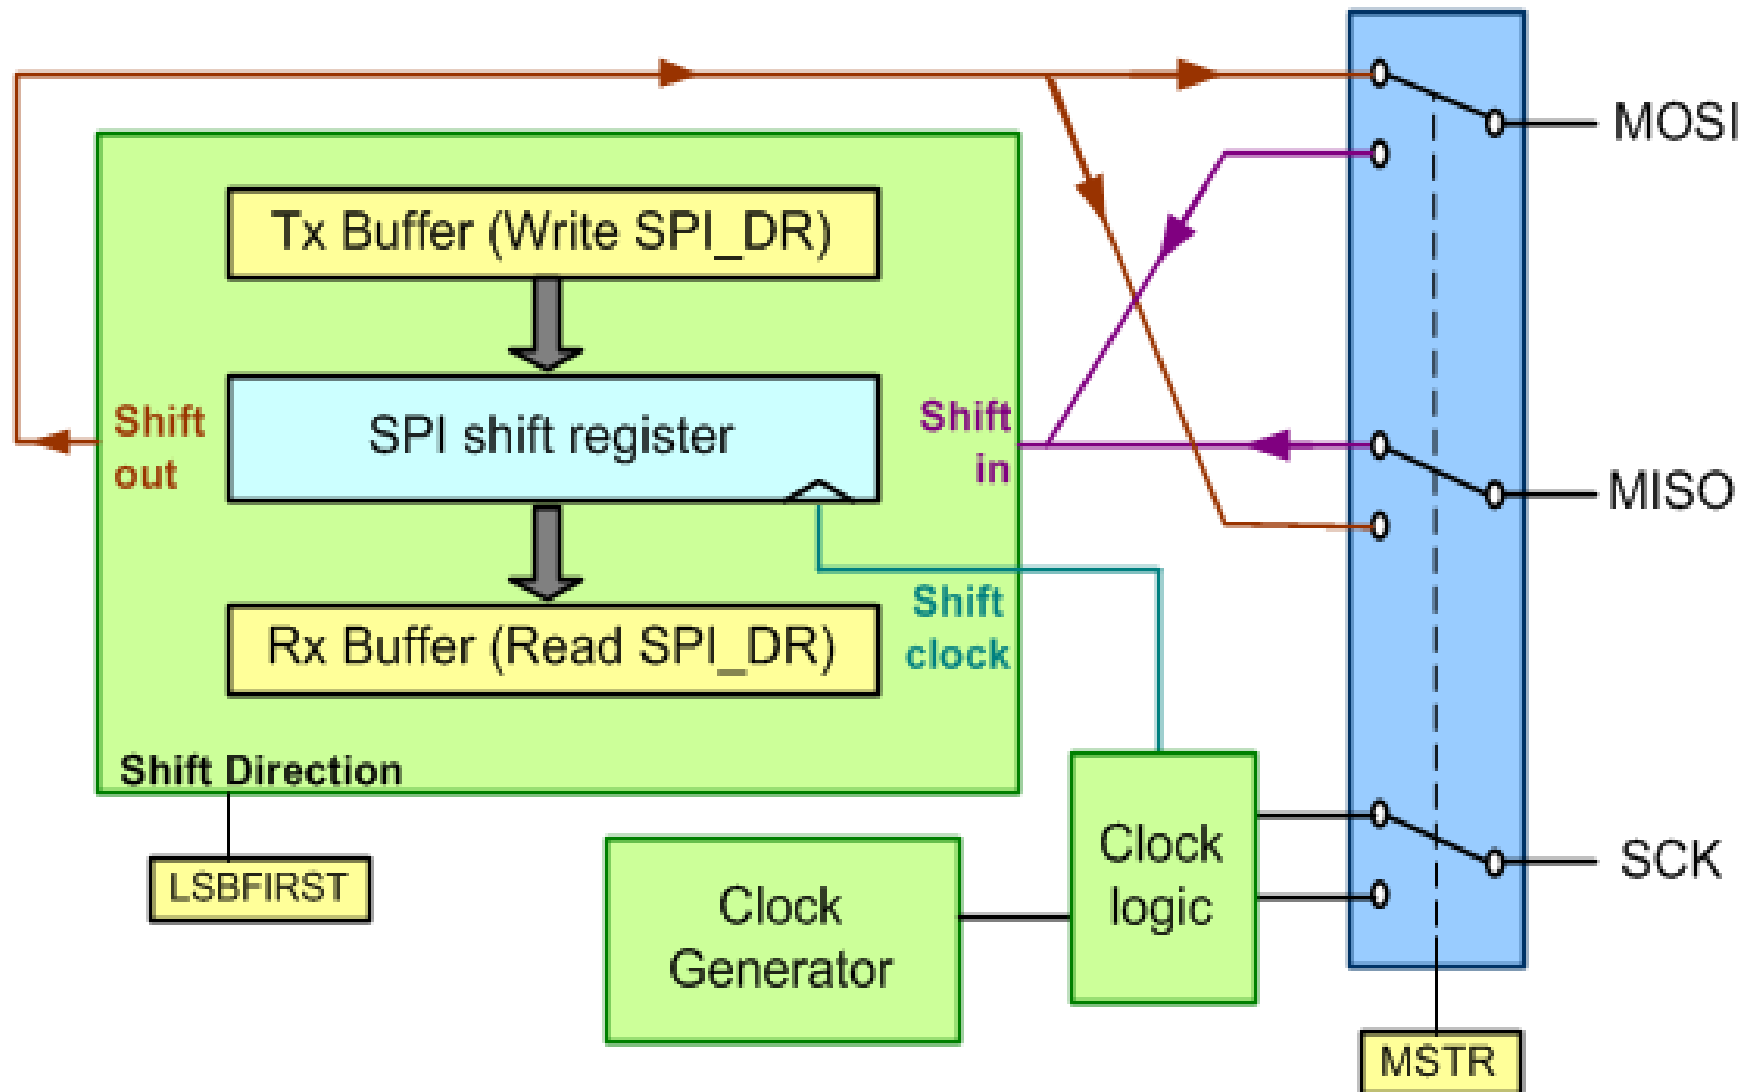 MOSI
Tx Buffer (Write SPI_DR)
Shift
out
SPI shift register
Shift
in
MISO
Shift
clock
Rx Buffer (Read SPI_DR)
Shift Direction
LSBFIRST
Clock
Generator
Clock
logic
SCK
MSTR